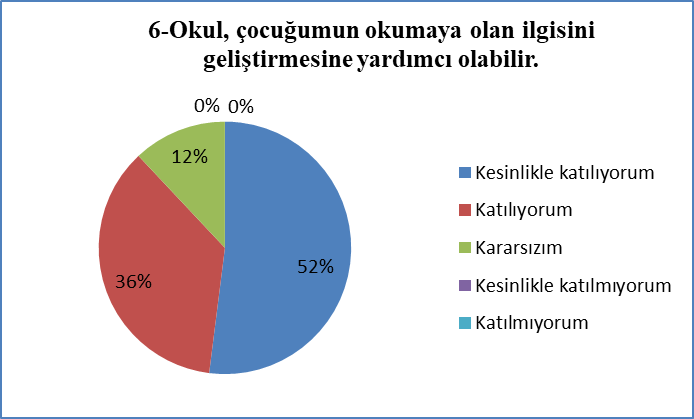 6-Okul, çocuğumun okumaya olan ilgisini
geliştirmesine yardımcı olabilir.
0% 0%
12%
52%
36%
Kesinlikle katılıyorum
Katılıyorum
Kararsızım
Kesinlikle katılmıyorum
Katılmıyorum